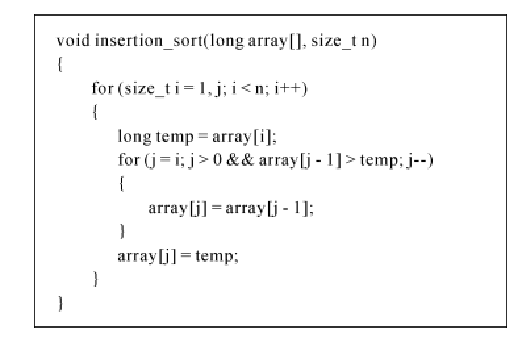 void insertion_sort(long array[], size_t n)
{
for (size_t i = 1, j; i < n; i++)
{
long temp = array[i];
for (j = i; j > 0 && array[j - 1] > temp; j--)
{
array[j] = array[j - 1];
}
array[j] = temp;
}
}